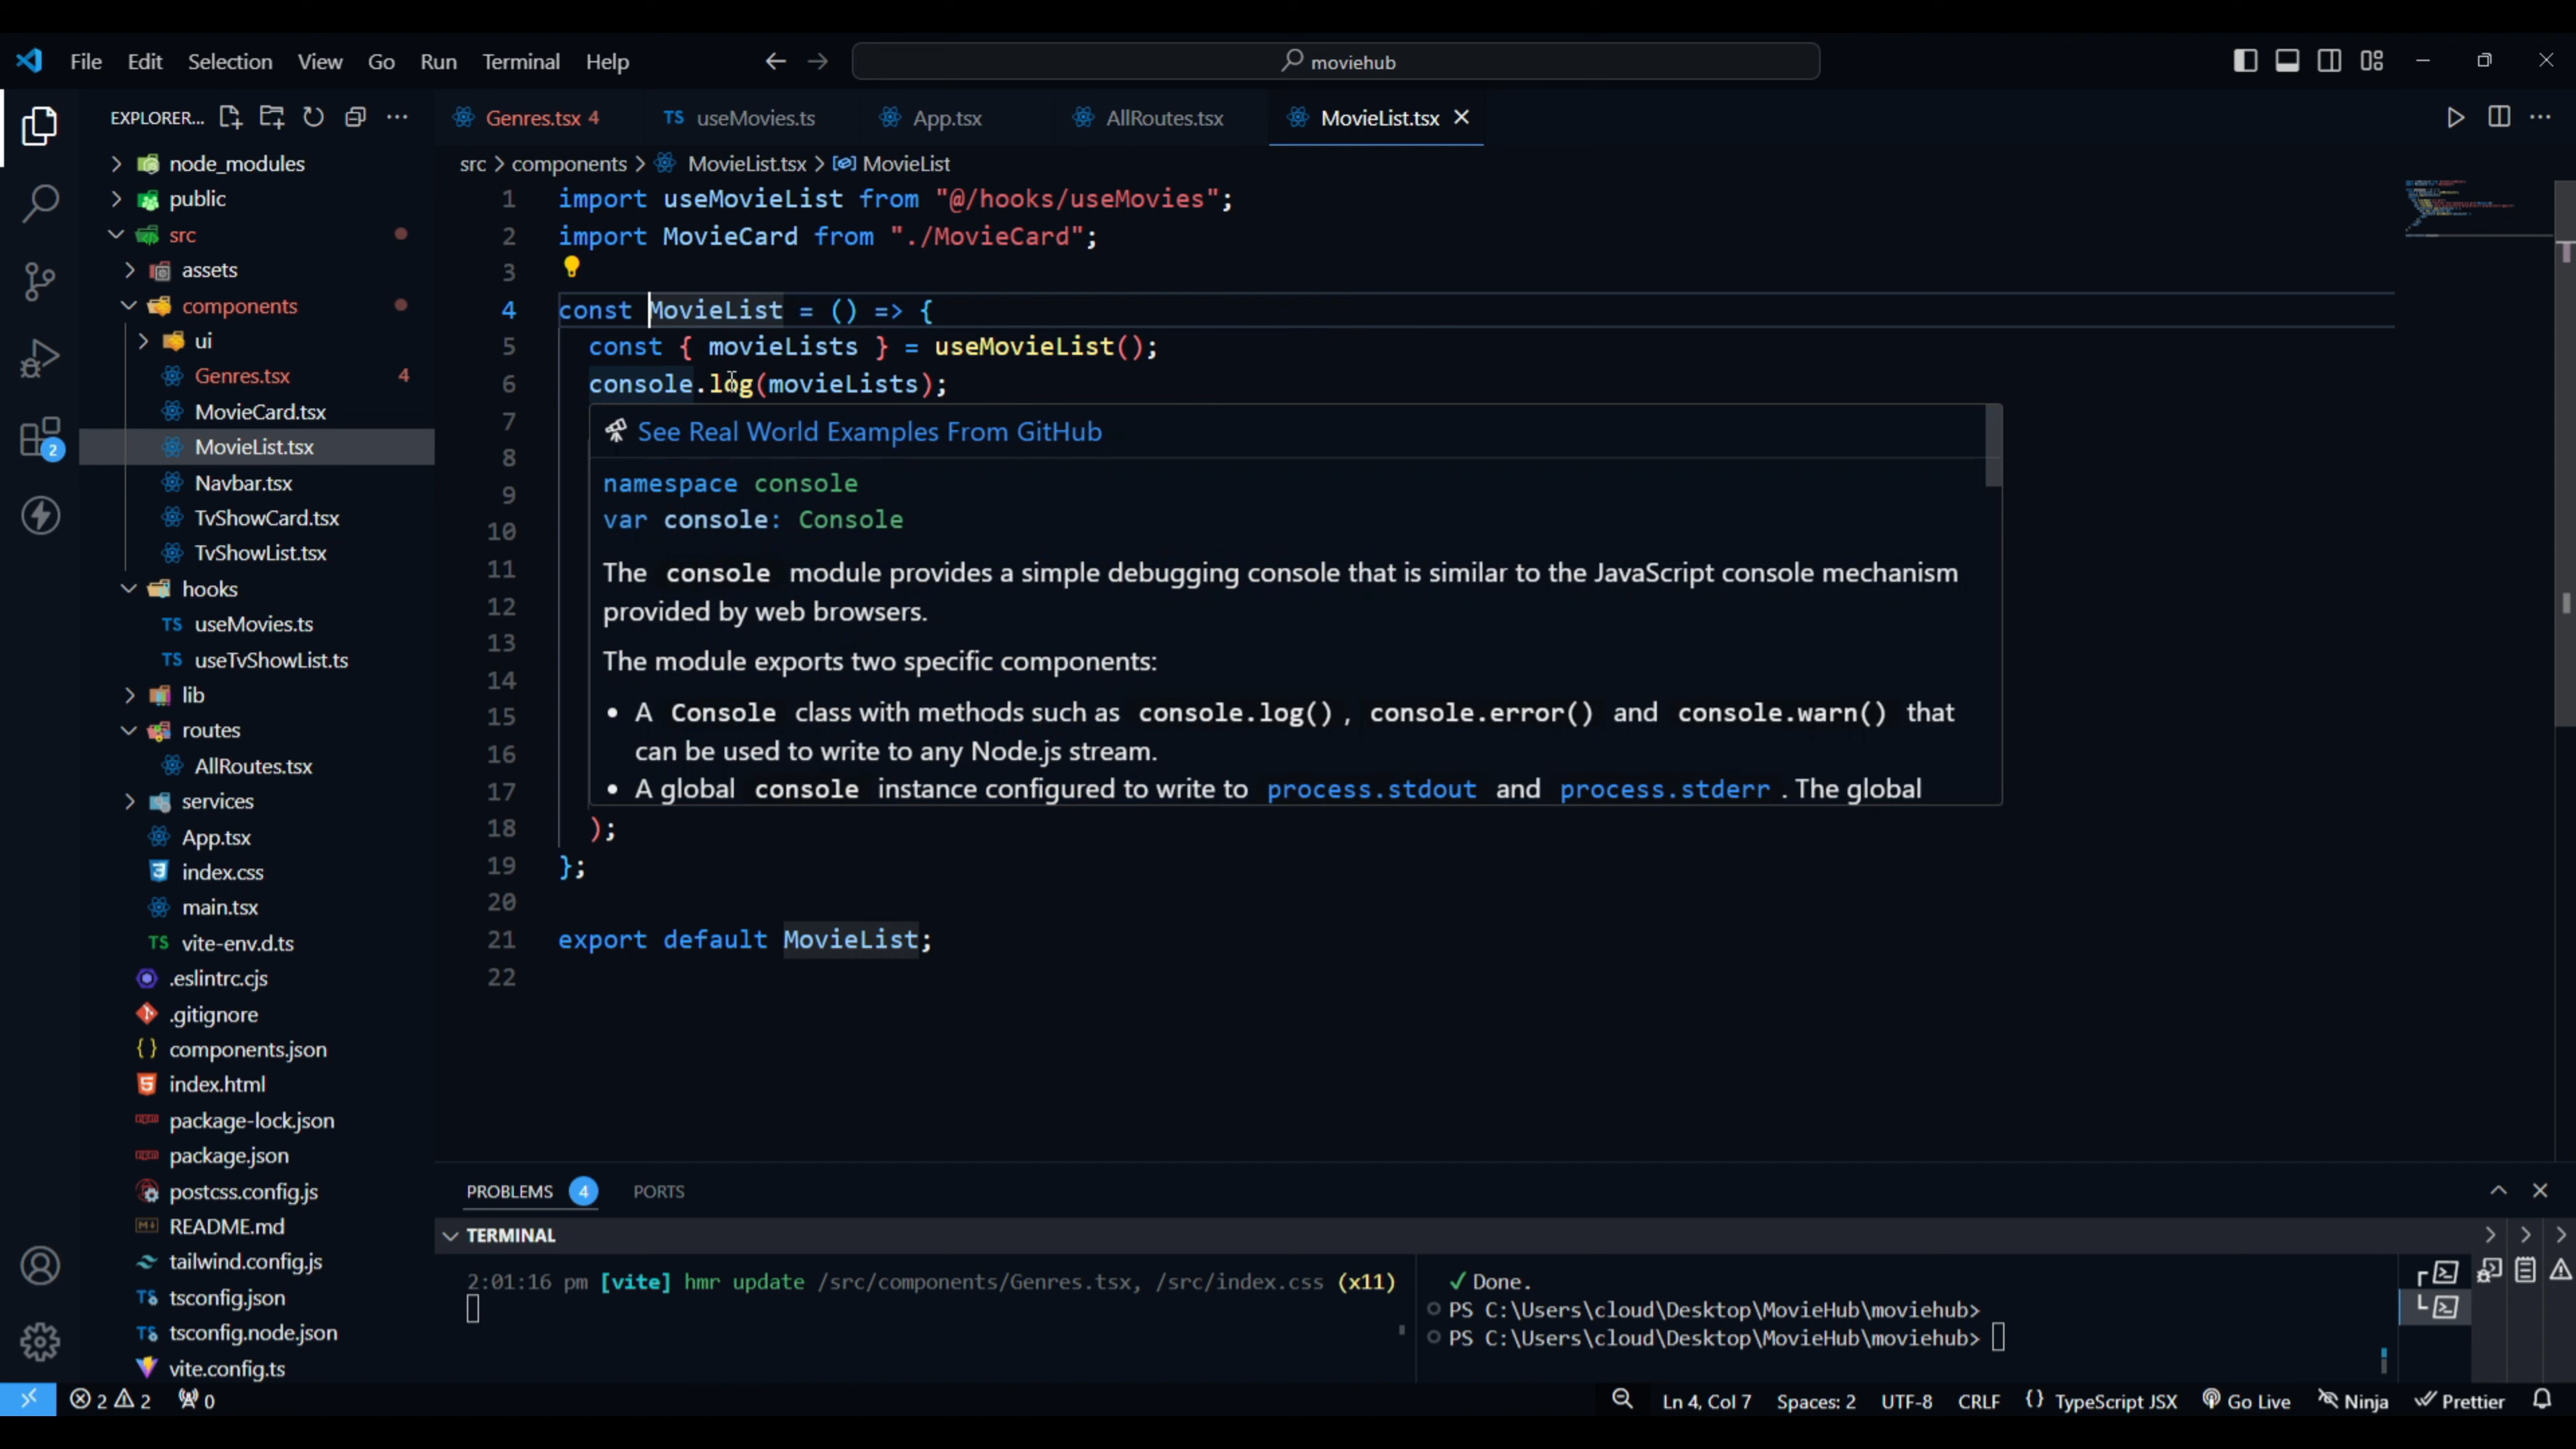 File Edit Selection View Go Run Terminal Help
moviehub
EXPLORER...
Genres.tsx 4
TS useMovies.ts
App.tsx
AllRoutes.tsx
MovieList.tsx
src > components > MovieList.tsx > MovieList
node_modules
public
src
assets
components
ui
Genres.tsx 4
MovieCard.tsx
MovieList.tsx
Navbar.tsx
TvShowCard.tsx
TvShowList.tsx
hooks
TS useMovies.ts
TS useTvShowList.ts
lib
routes
AllRoutes.tsx
services
App.tsx
index.css
main.tsx
TS vite-env.d.ts
.eslintrc.cjs
.gitignore
{} components.json
index.html
package-lock.json
package.json
postcss.config.js
README.md
tailwind.config.js
tsconfig.json
tsconfig.node.json
vite.config.ts
2
1 import useMovieList from "@/hooks/useMovies";
2 import MovieCard from "./MovieCard";
3
4 const MovieList = () => {
5 const { movieLists } = useMovieList();
6 console.log(movieLists);
7
8
9
10
11
12
13
14
15
16
17
18 );
19 };
20
21 export default MovieList;
22
See Real World Examples From GitHub
namespace console
var console: Console
The console module provides a simple debugging console that is similar to the JavaScript console mechanism
provided by web browsers.
The module exports two specific components:
• A Console class with methods such as console.log(), console.error() and console.warn() that
can be used to write to any Node.js stream.
• A global console instance configured to write to process.stdout and process.stderr. The global
PROBLEMS 4 PORTS
TERMINAL
2:01:16 pm [vite] hmr update /src/components/Genres.tsx, /src/index.css (x11)
✓ Done.
PS C:\Users\cloud\Desktop\MovieHub\moviehub>
PS C:\Users\cloud\Desktop\MovieHub\moviehub>
2 2 0
Ln 4, Col 7 Spaces: 2 UTF-8 CRLF {} TypeScript JSX Go Live Ninja Prettier